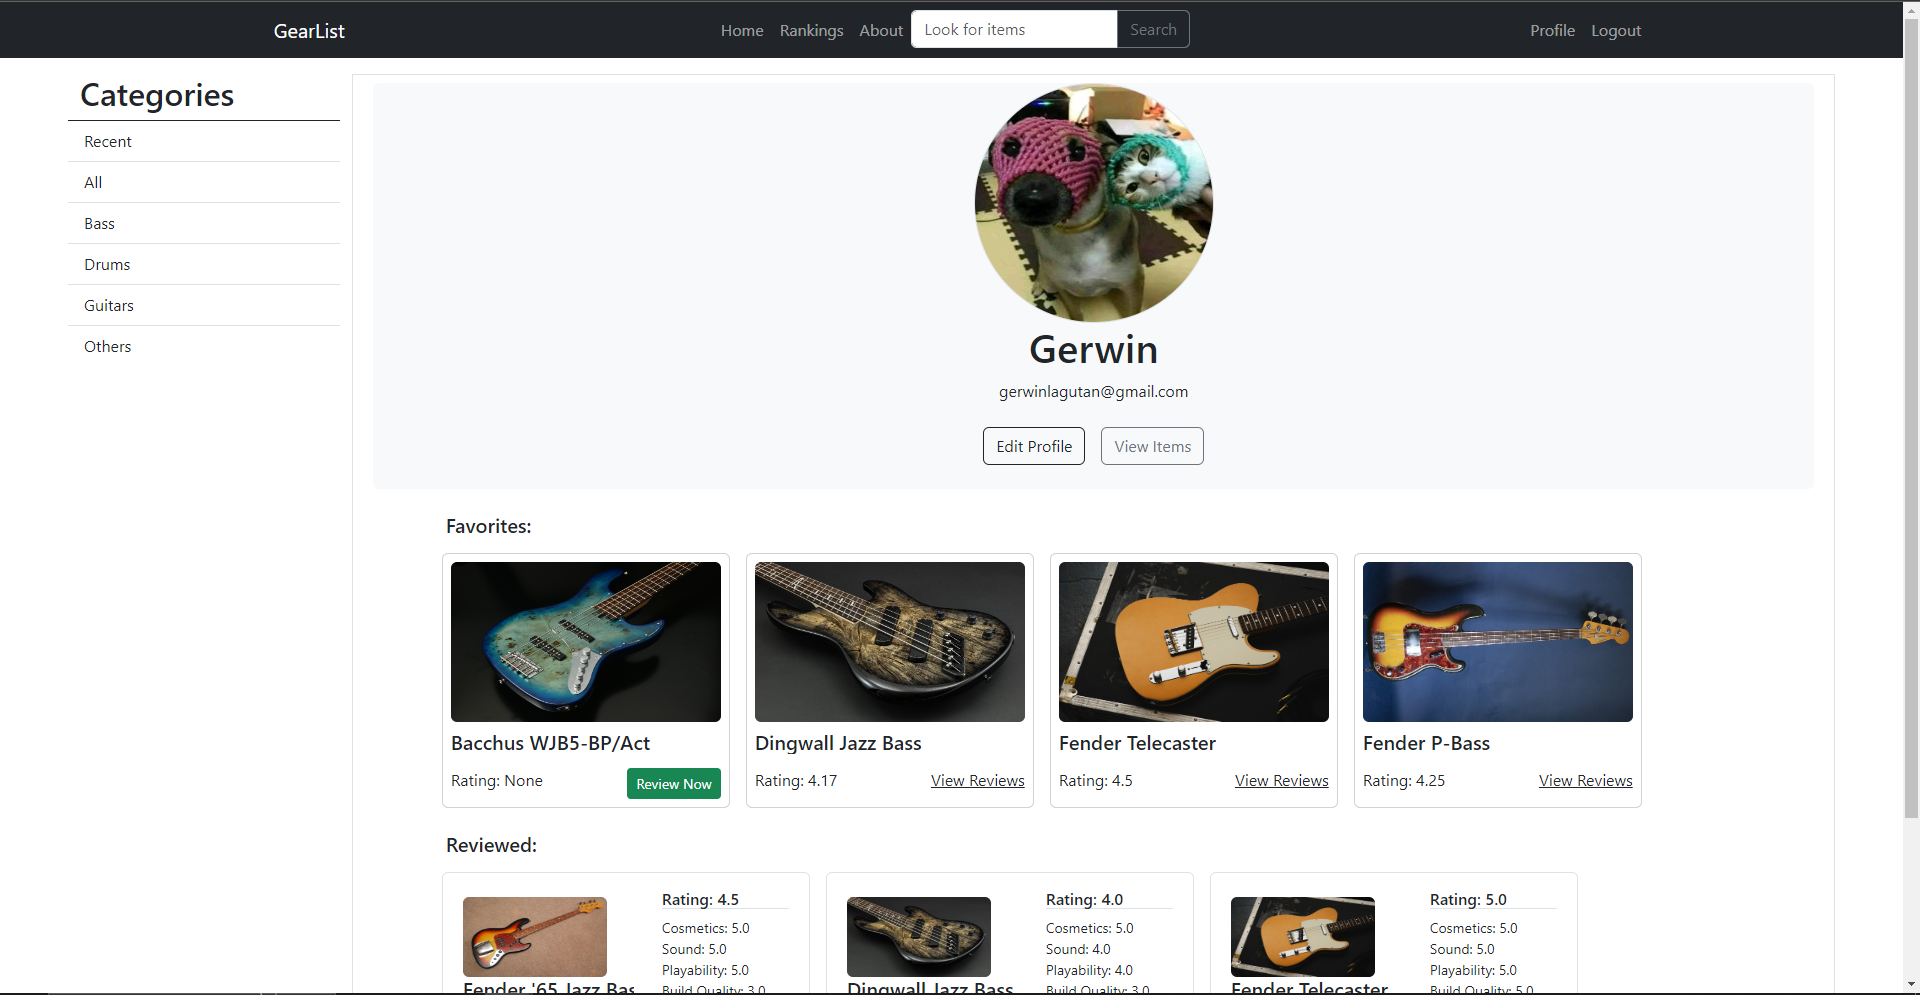 GearList
Home Rankings About Look for items Search
Profile Logout
Categories
Recent
All
Bass
Drums
Guitars
Others
Gerwin
gerwinlagutan@gmail.com
Edit Profile View Items
Favorites:
Bacchus WJB5-BP/Act
Rating: None Review Now
Dingwall Jazz Bass
Rating: 4.17 View Reviews
Fender Telecaster
Rating: 4.5 View Reviews
Fender P-Bass
Rating: 4.25 View Reviews
Reviewed:
Rating: 4.5
Cosmetics: 5.0
Sound: 5.0
Playability: 5.0
Build Quality: 3.0
Fender '65 Jazz Bas
Rating: 4.0
Cosmetics: 5.0
Sound: 4.0
Playability: 4.0
Build Quality: 3.0
Dingwall Jazz Bass
Rating: 5.0
Cosmetics: 5.0
Sound: 5.0
Playability: 5.0
Build Quality: 5.0
Fender Telecaster